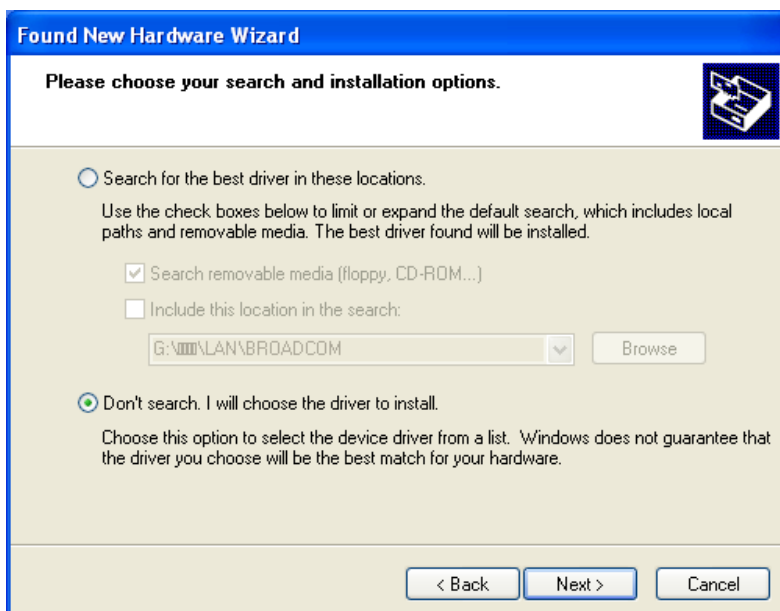 Found New Hardware Wizard
Please choose your search and installation options.
Search for the best driver in these locations.
Use the check boxes below to limit or expand the default search, which includes local
paths and removable media. The best driver found will be installed.
Search removable media (floppy, CD-ROM...)
Include this location in the search:
\LAN\BROADCOM
Browse
Don't search. I will choose the driver to install.
Choose this option to select the device driver from a list. Windows does not guarantee that
the driver you choose will be the best match for your hardware.
< Back
Next >
Cancel